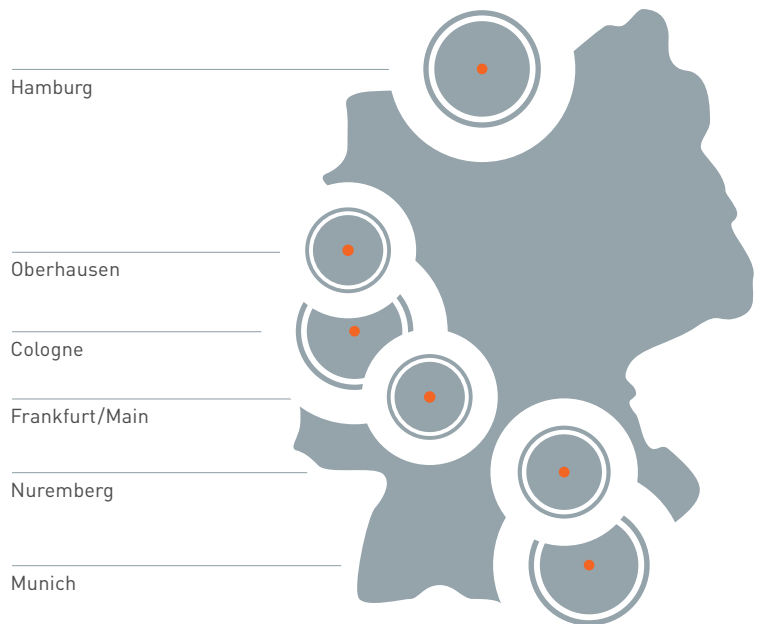 Hamburg
Oberhausen
Cologne
Frankfurt/Main
Nuremberg
Munich